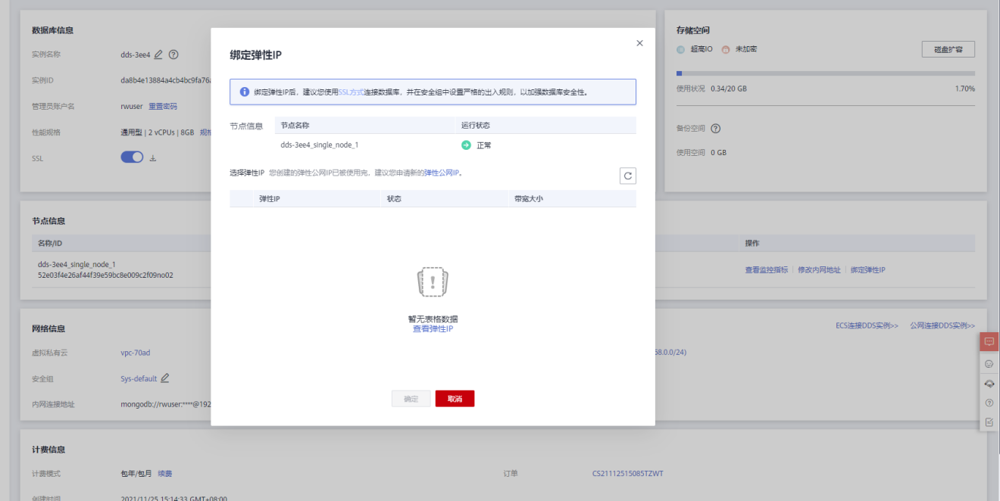 数据库信息
实例名称 dds-3ee4
实例ID da8b4e13884a4cb4bc9fa76
管理员账户名 rwuser 重置密码
性能规格 通用型 | 2 vCPUs | 8GB 规格
SSL
存储空间
超高IO 未加密 磁盘扩容
使用状况 0.34/20 GB 1.70%
备份空间
使用空间 0 GB
绑定弹性IP
绑定弹性IP后，建议您使用SSL方式连接数据库，并在安全组中设置严格的出入规则，以加强数据库安全性。
节点信息 节点名称 运行状态
dds-3ee4_single_node_1 正常
选择弹性IP 您创建的弹性公网IP已被使用完，建议您申请新的弹性公网IP。
弹性IP 状态 带宽大小
暂无表格数据
查看弹性IP
确定 取消
节点信息
名称/ID 操作
dds-3ee4_single_node_1
52e03f4e26af44f39e59bc8e009c2f09no02
查看监控指标 修改内网地址 绑定弹性IP
网络信息 ECS连接DDS实例>> 公网连接DDS实例>>
虚拟私有云 vpc-70ad 58.0.0/24)
安全组 Sys-default
内网连接地址 mongodb://rwuser:****@192
计费信息
计费模式 包年/包月 续费 订单 CS21112515085TZWT
创建时间 2021/11/25 15:14:33 GMT+08:00